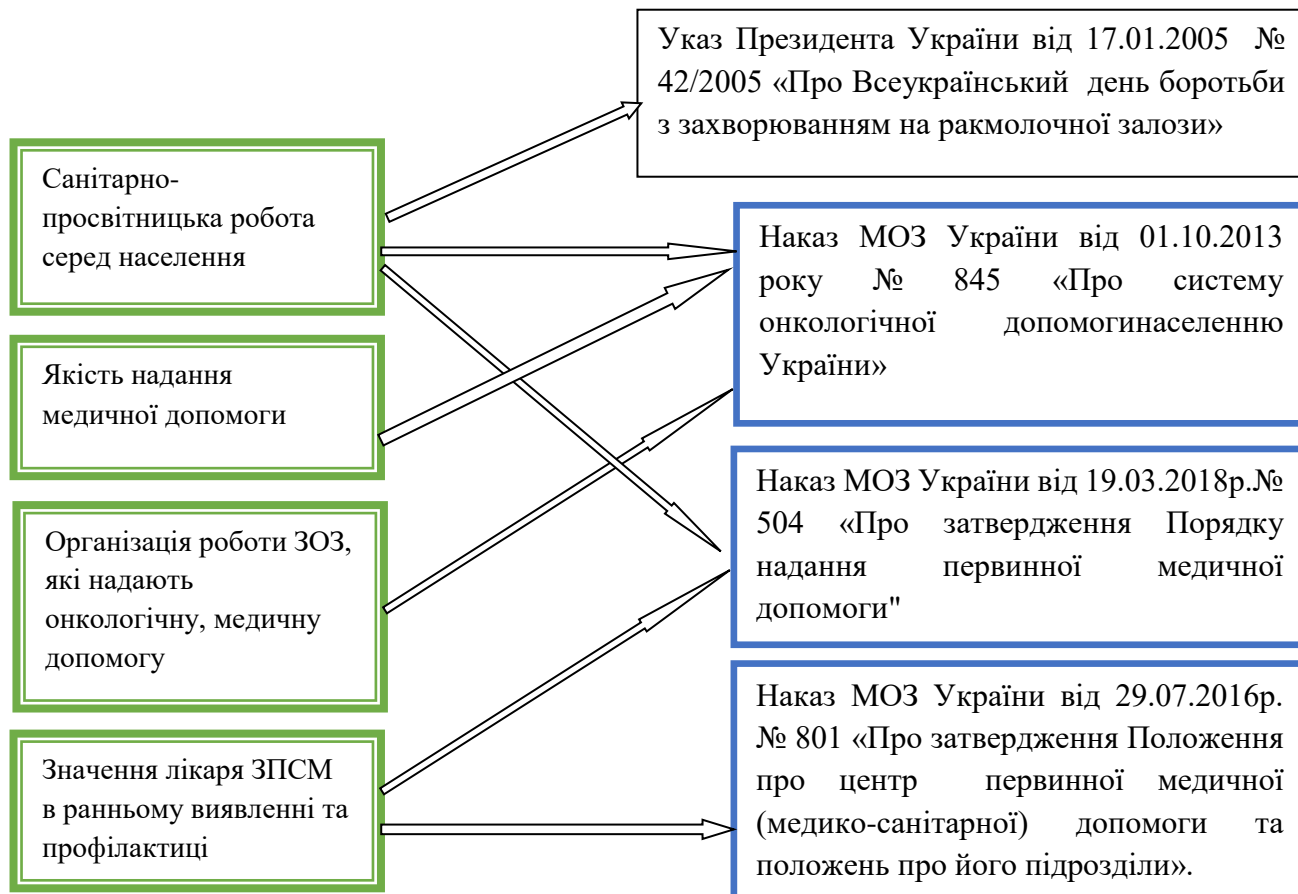 Указ Президента України від 17.01.2005 №
42/2005 «Про Всеукраїнський день боротьби
з захворюванням на ракмолочної залози»
Санітарно-
просвітницька робота
серед населення
Наказ МОЗ України від 01.10.2013
року № 845 «Про систему
онкологічної допомогинаселенню
України»
Якість надання
медичної допомоги
Наказ МОЗ України від 19.03.2018р.№
504 «Про затвердження Порядку
надання первинної медичної
допомоги"
Організація роботи ЗОЗ,
які надають
онкологічну, медичну
допомогу
Наказ МОЗ України від 29.07.2016р.
№ 801 «Про затвердження Положення
про центр первинної медичної
(медико-санітарної) допомоги та
положень про його підрозділи».
Значення лікаря ЗПСМ
в ранньому виявленні та
профілактиці